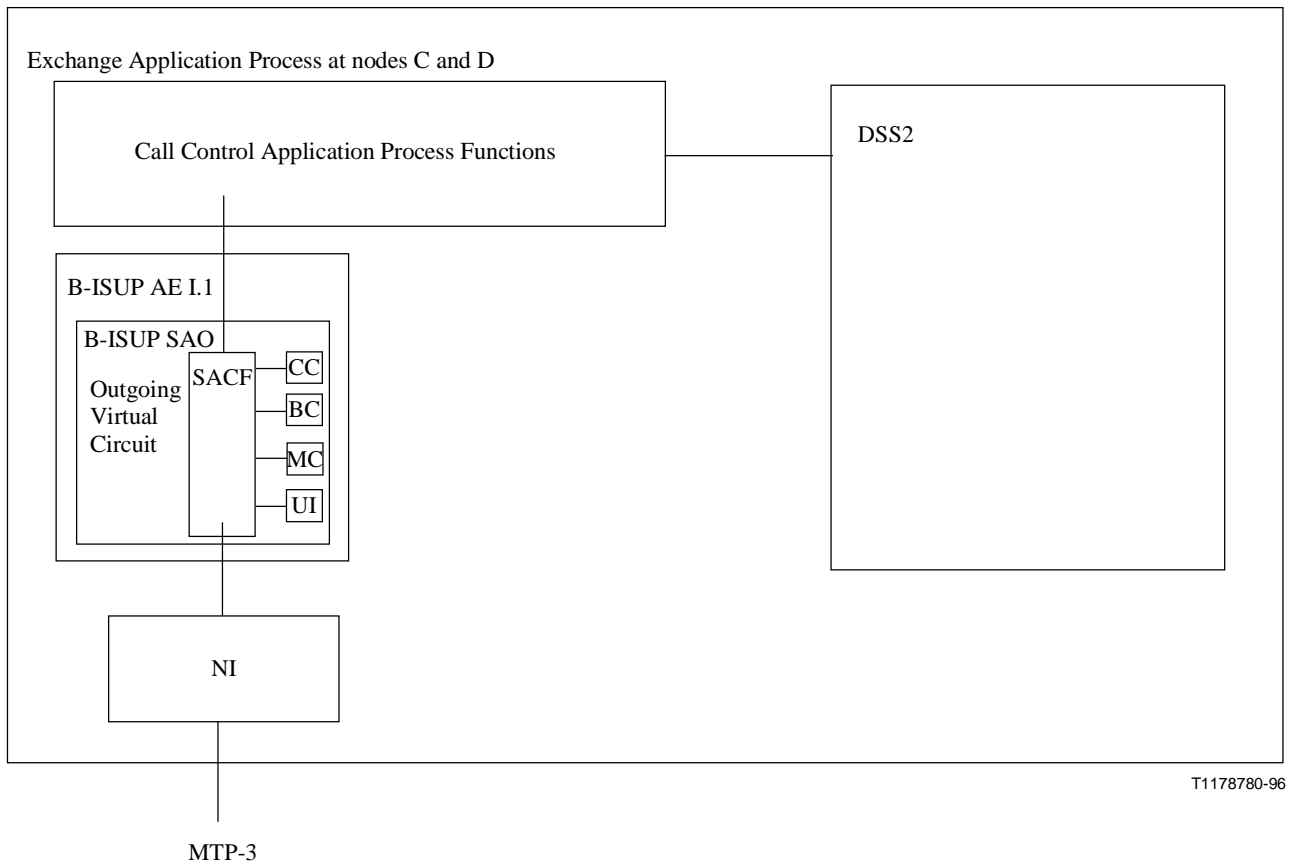 Exchange Application Process at nodes C and D
Call Control Application Process Functions
DSS2
B-ISUP AE I.1
B-ISUP SAO
SACF
Outgoing
Virtual
Circuit
CC
BC
MC
UI
NI
T1178780-96
MTP-3